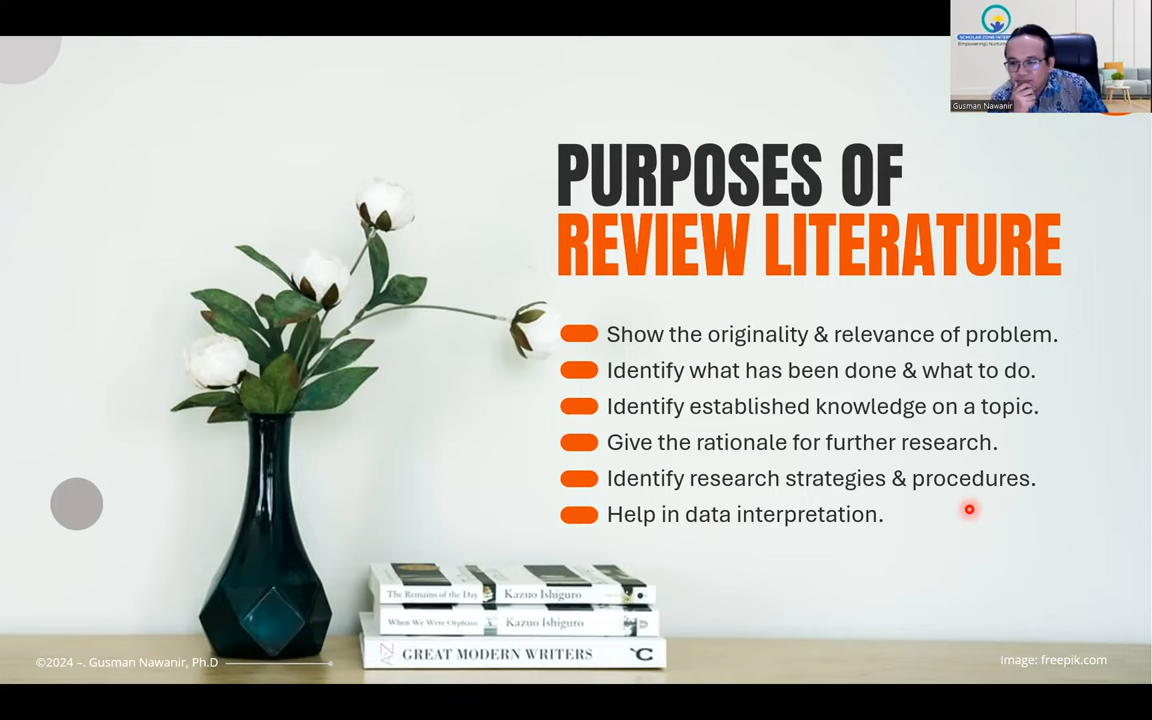 SCHOLAR ZONE INTER
Gusman Nawanir
PURPOSES OF
REVIEW LITERATURE
Show the originality & relevance of problem.
Identify what has been done & what to do.
Identify established knowledge on a topic.
Give the rationale for further research.
Identify research strategies & procedures.
Help in data interpretation.
The Remains of the Day Kazuo Ishiguro
When We Were Orphans Kazuo Ishiguro
A-Z GREAT MODERN WRITERS
©2024 –. Gusman Nawanir, Ph.D
Image: freepik.com